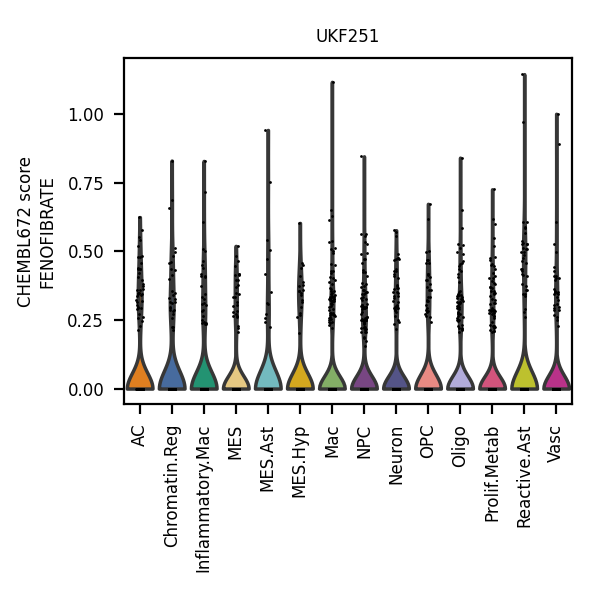 UKF251
CHEMBL672 score
FENOFIBRATE
1.00
0.75
0.50
0.25
0.00
AC
Chromatin.Reg
Inflammatory.Mac
MES
MES.Ast
MES.Hyp
Mac
NPC
Neuron
OPC
Oligo
Prolif.Metab
Reactive.Ast
Vasc